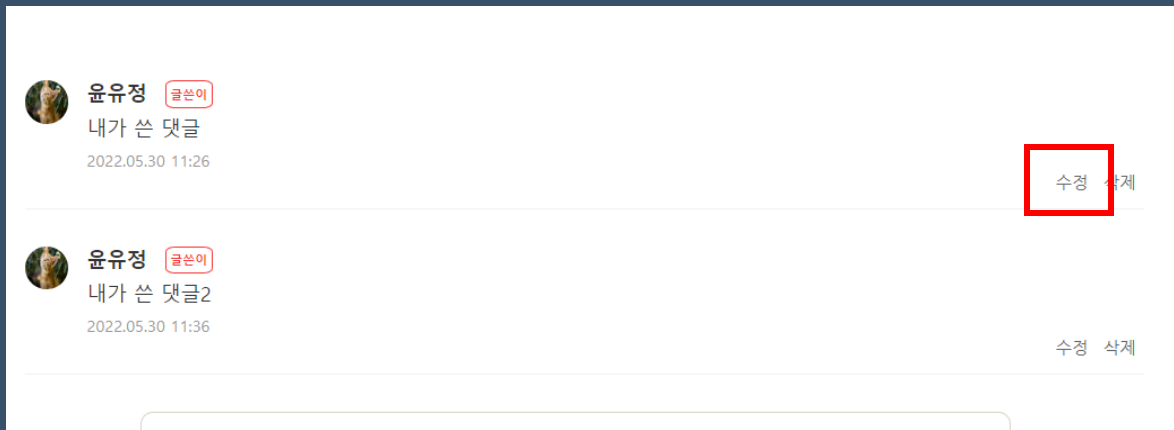 윤유정 글쓴이
내가 쓴 댓글
2022.05.30 11:26
수정 삭제
윤유정 글쓴이
내가 쓴 댓글2
2022.05.30 11:36
수정 삭제